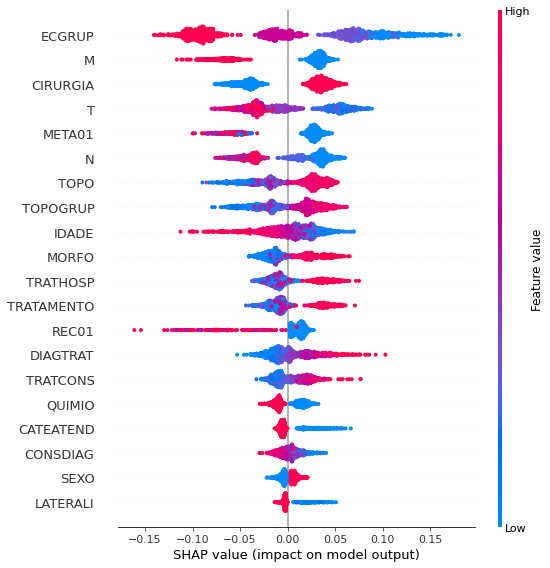 High
ECGRUP
M
CIRURGIA
T
META01
N
TOPO
TOPOGRUP
IDADE
MORFO
TRATHOSP
TRATAMENTO
REC01
DIAGTRAT
TRATCONS
QUIMIO
CATEATEND
CONSDIAG
SEXO
LATERALI
Low
Feature value
−0.15 −0.10 −0.05 0.00 0.05 0.10 0.15
SHAP value (impact on model output)